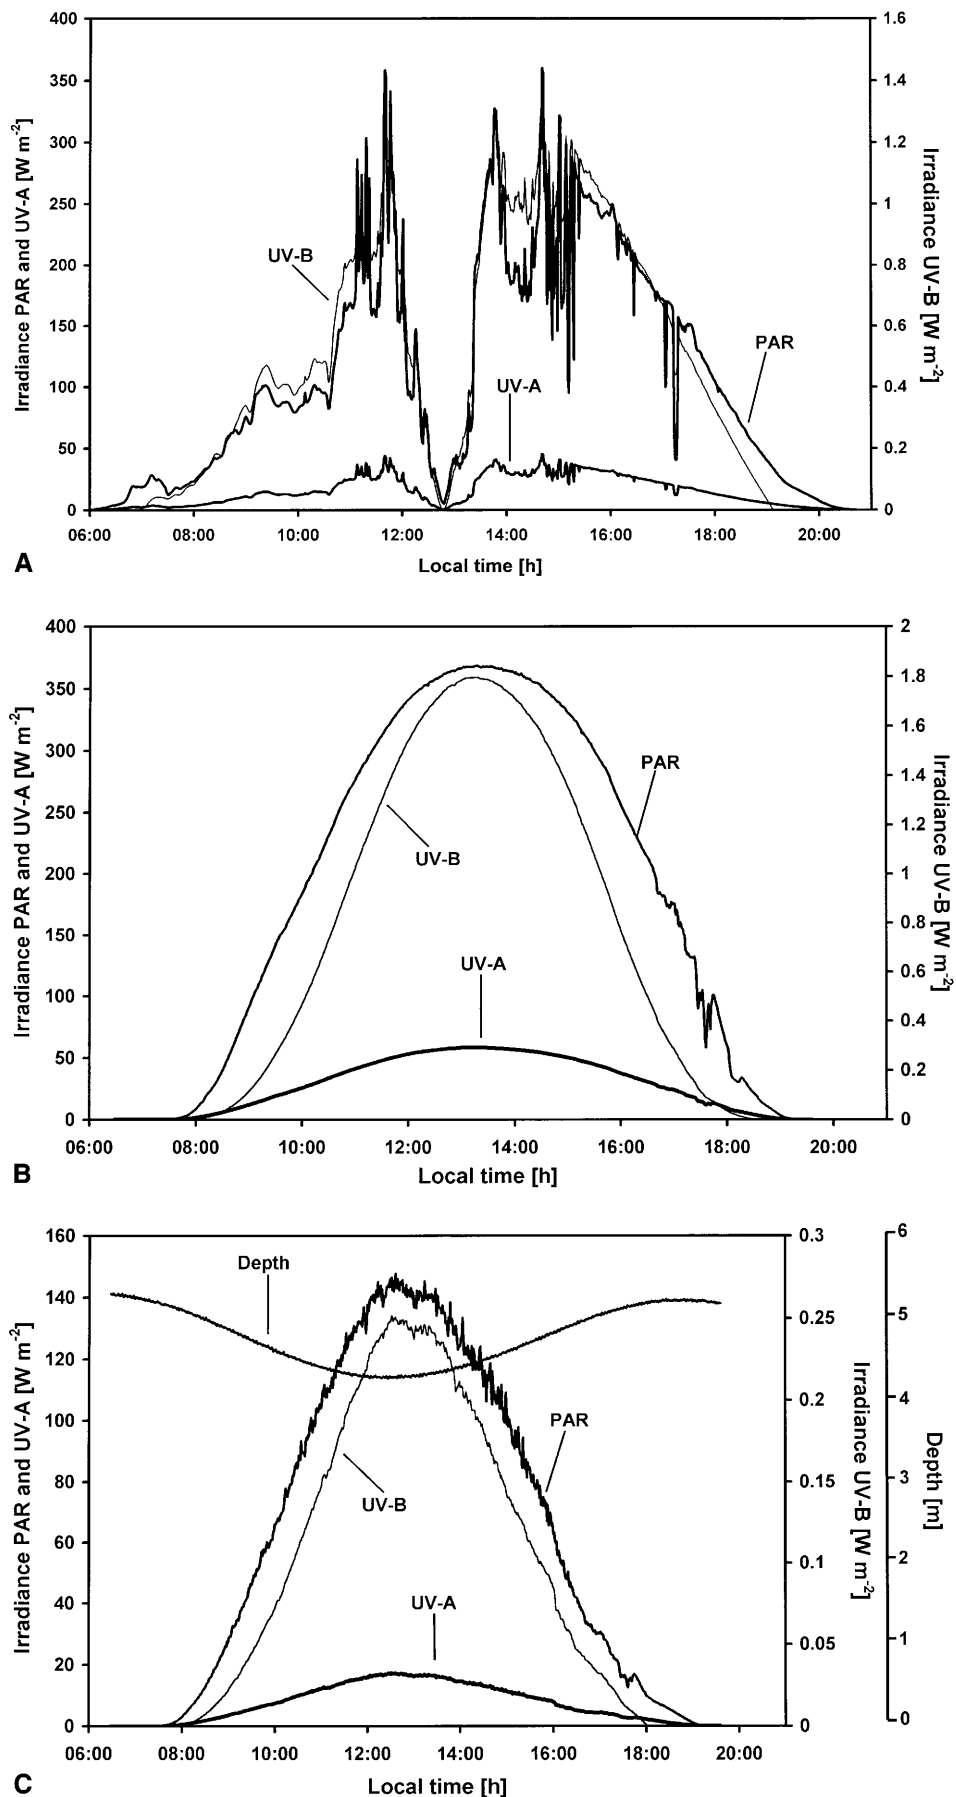 400
350
300
250
200
150
100
50
0
Irradiance PAR and UV-A [W m-2]
1.6
1.4
1.2
1
0.8
0.6
0.4
0.2
0
Irradiance UV-B [W m-2]
UV-B
UV-A
PAR
06:00 08:00 10:00 12:00 14:00 16:00 18:00 20:00
Local time [h]
A
400
350
300
250
200
150
100
50
0
Irradiance PAR and UV-A [W m-2]
2
1.8
1.6
1.4
1.2
1
0.8
0.6
0.4
0.2
0
Irradiance UV-B [W m-2]
PAR
UV-B
UV-A
06:00 08:00 10:00 12:00 14:00 16:00 18:00 20:00
Local time [h]
B
160
140
120
100
80
60
40
20
0
Irradiance PAR and UV-A [W m-2]
0.3
0.25
0.2
0.15
0.1
0.05
0
Irradiance UV-B [W m-2]
6
5
4
3
2
1
0
Depth [m]
Depth
PAR
UV-B
UV-A
06:00 08:00 10:00 12:00 14:00 16:00 18:00 20:00
Local time [h]
C